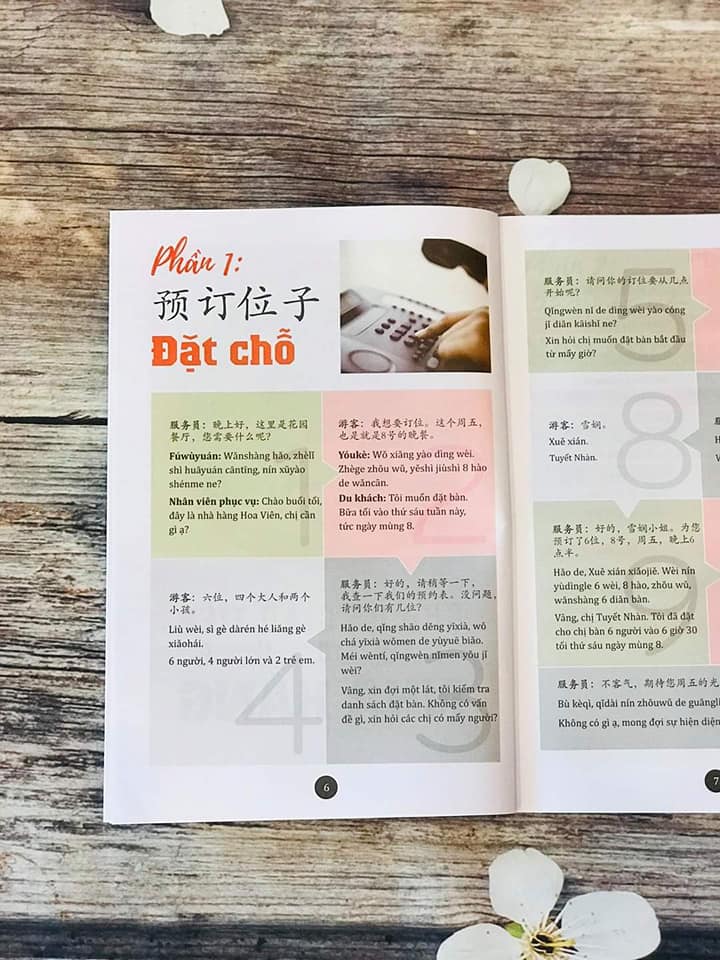 Phần 1:
预订位子
Đặt chỗ
1
服务员：晚上好，这里是花园
餐厅，您需要什么呢？
Fúwùyuán: Wǎnshàng hǎo, zhèlǐ
shì huāyuán cāntīng, nín xūyào
shénme ne?
Nhân viên phục vụ: Chào buổi tối,
đây là nhà hàng Hoa Viên, chị cần
gì ạ?
2
游客：我想要订位。这个周五，
也是就是8号的晚餐。
Yóukè: Wǒ xiǎng yào dìng wèi.
Zhège zhōu wǔ, yěshì jiùshì 8 hào
de wǎncān.
Du khách: Tôi muốn đặt bàn.
Bữa tối vào thứ sáu tuần này,
tức ngày mùng 8.
3
服务员：好的，请稍等一下，
我查一下我们的预约表。没问题，
请问你们有几位？
Hǎo de, qǐng shāo děng yīxià, wǒ
chá yīxià wǒmen de yùyuē biǎo.
Méi wèntí, qǐngwèn nǐmen yǒu jǐ
wèi?
Vâng, xin đợi một lát, tôi kiểm tra
danh sách đặt bàn. Không có vấn
đề gì, xin hỏi các chị có mấy người?
4
游客：六位，四个大人和两个
小孩。
Liù wèi, sì gè dàrén hé liǎng gè
xiǎohái.
6 người, 4 người lớn và 2 trẻ em.
6
5
服务员：请问你的订位要从几点
开始呢？
Qǐngwèn nǐ de dìng wèi yào cóng
jǐ diǎn kāishǐ ne?
Xin hỏi chị muốn đặt bàn bắt đầu
từ mấy giờ?
8
游客：雪娴。
Xuě xián.
Tuyết Nhàn.
9
服务员：好的，雪娴小姐。为您
预订了6位，8号，周五，晚上6
点半。
Hǎo de, Xuě xián xiǎojiě. Wèi nín
yùdìngle 6 wèi, 8 hào, zhōu wǔ,
wǎnshàng 6 diǎn bàn.
Vâng, chị Tuyết Nhàn. Tôi đã đặt
cho chị bàn 6 người vào 6 giờ 30
tối thứ sáu ngày mùng 8.
服务员：不客气，期待您周五的光
Bù kèqì, qīdài nín zhōuwǔ de guānglí
Không có gì ạ, mong đợi sự hiện diện
7